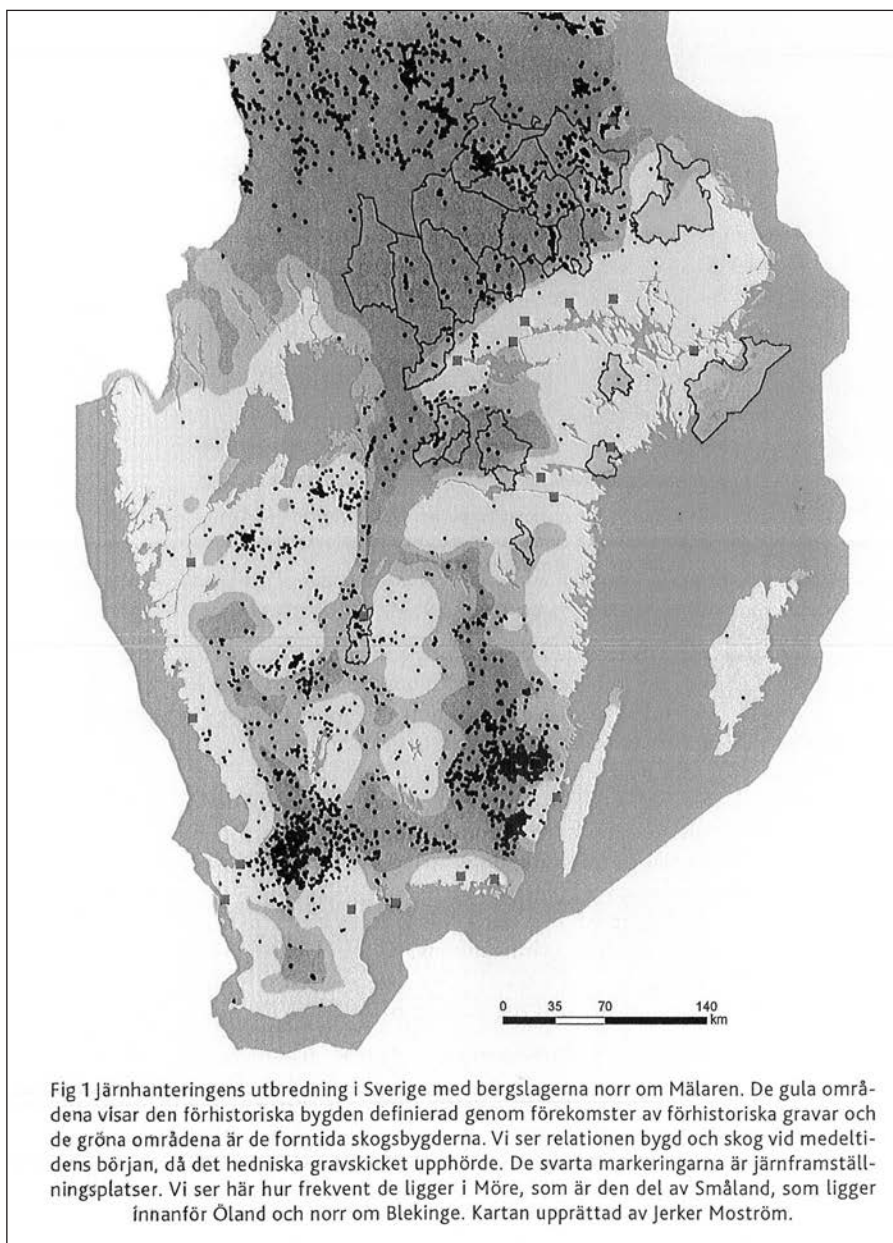 0 35 70 140
km
Fig 1 Järnhanteringens utbredning i Sverige med bergslagerna norr om Mälaren. De gula områ-
dena visar den förhistoriska bygden definierad genom förekomster av förhistoriska gravar och
de gröna områdena är de forntida skogsbygderna. Vi ser relationen bygd och skog vid medelti-
dens början, då det hedniska gravskicket upphörde. De svarta markeringarna är järnframställ-
ningsplatser. Vi ser här hur frekvent de ligger i Möre, som är den del av Småland, som ligger
innanför Öland och norr om Blekinge. Kartan upprättad av Jerker Moström.